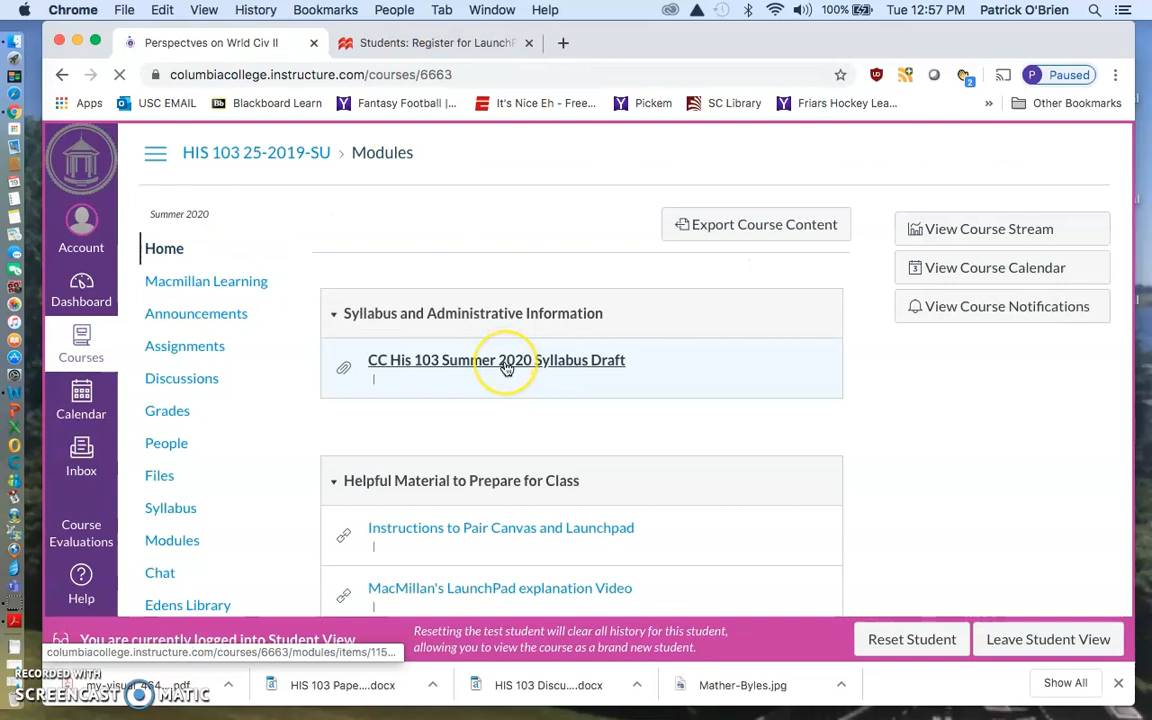 Chrome File Edit View History Bookmarks People Tab Window Help 100% Tue 12:57 PM Patrick O'Brien
Perspectves on Wrld Civ II Students: Register for LaunchP
columbiacollege.instructure.com/courses/6663 P Paused
Apps USC EMAIL Bb Blackboard Learn Fantasy Football |... It's Nice Eh - Free... Pickem SC Library Friars Hockey Lea... » Other Bookmarks
HIS 103 25-2019-SU › Modules
Summer 2020
Export Course Content
View Course Stream
Account
Home
Macmillan Learning
View Course Calendar
Dashboard
Announcements
Syllabus and Administrative Information
View Course Notifications
Courses
Assignments
CC His 103 Summer 2020 Syllabus Draft
Discussions
Calendar
Grades
People
Inbox
Files
Helpful Material to Prepare for Class
Syllabus
Course
Evaluations
Instructions to Pair Canvas and Launchpad
Modules
Chat
MacMillan's LaunchPad explanation Video
Help
Edens Library
You are currently logged into Student View
Resetting the test student will clear all history for this student,
allowing you to view the course as a brand new student.
Reset Student Leave Student View
columbiacollege.instructure.com/courses/6663/modules/items/115...
RECORDED WITH
SCREENCAST MATIC
my-visual 464....pdf HIS 103 Pape....docx HIS 103 Discu....docx Mather-Byles.jpg Show All